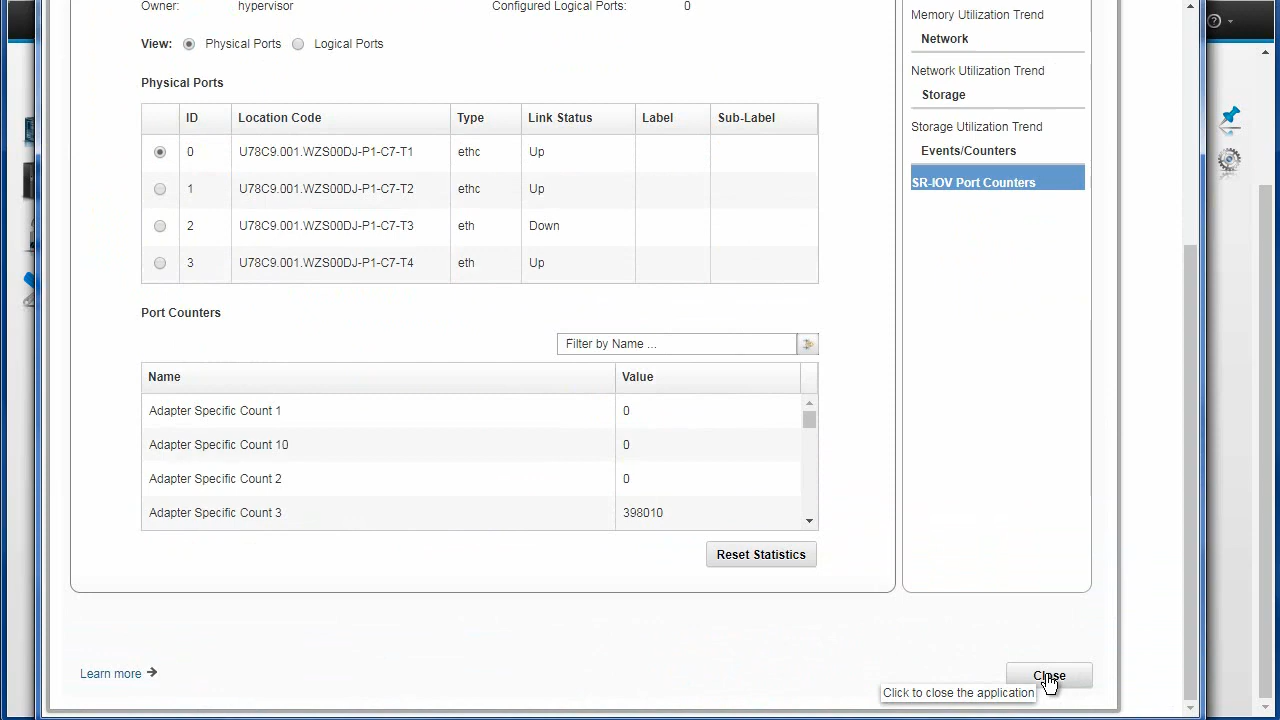 Owner: hypervisor Configured Logical Ports: 0
View: Physical Ports Logical Ports
Physical Ports
ID Location Code Type Link Status Label Sub-Label
0 U78C9.001.WZS00DJ-P1-C7-T1 ethc Up
1 U78C9.001.WZS00DJ-P1-C7-T2 ethc Up
2 U78C9.001.WZS00DJ-P1-C7-T3 eth Down
3 U78C9.001.WZS00DJ-P1-C7-T4 eth Up
Port Counters
Filter by Name ...
Name Value
Adapter Specific Count 1 0
Adapter Specific Count 10 0
Adapter Specific Count 2 0
Adapter Specific Count 3 398010
Reset Statistics
Memory Utilization Trend
Network
Network Utilization Trend
Storage
Storage Utilization Trend
Events/Counters
SR-IOV Port Counters
Learn more
Close
Click to close the application
?